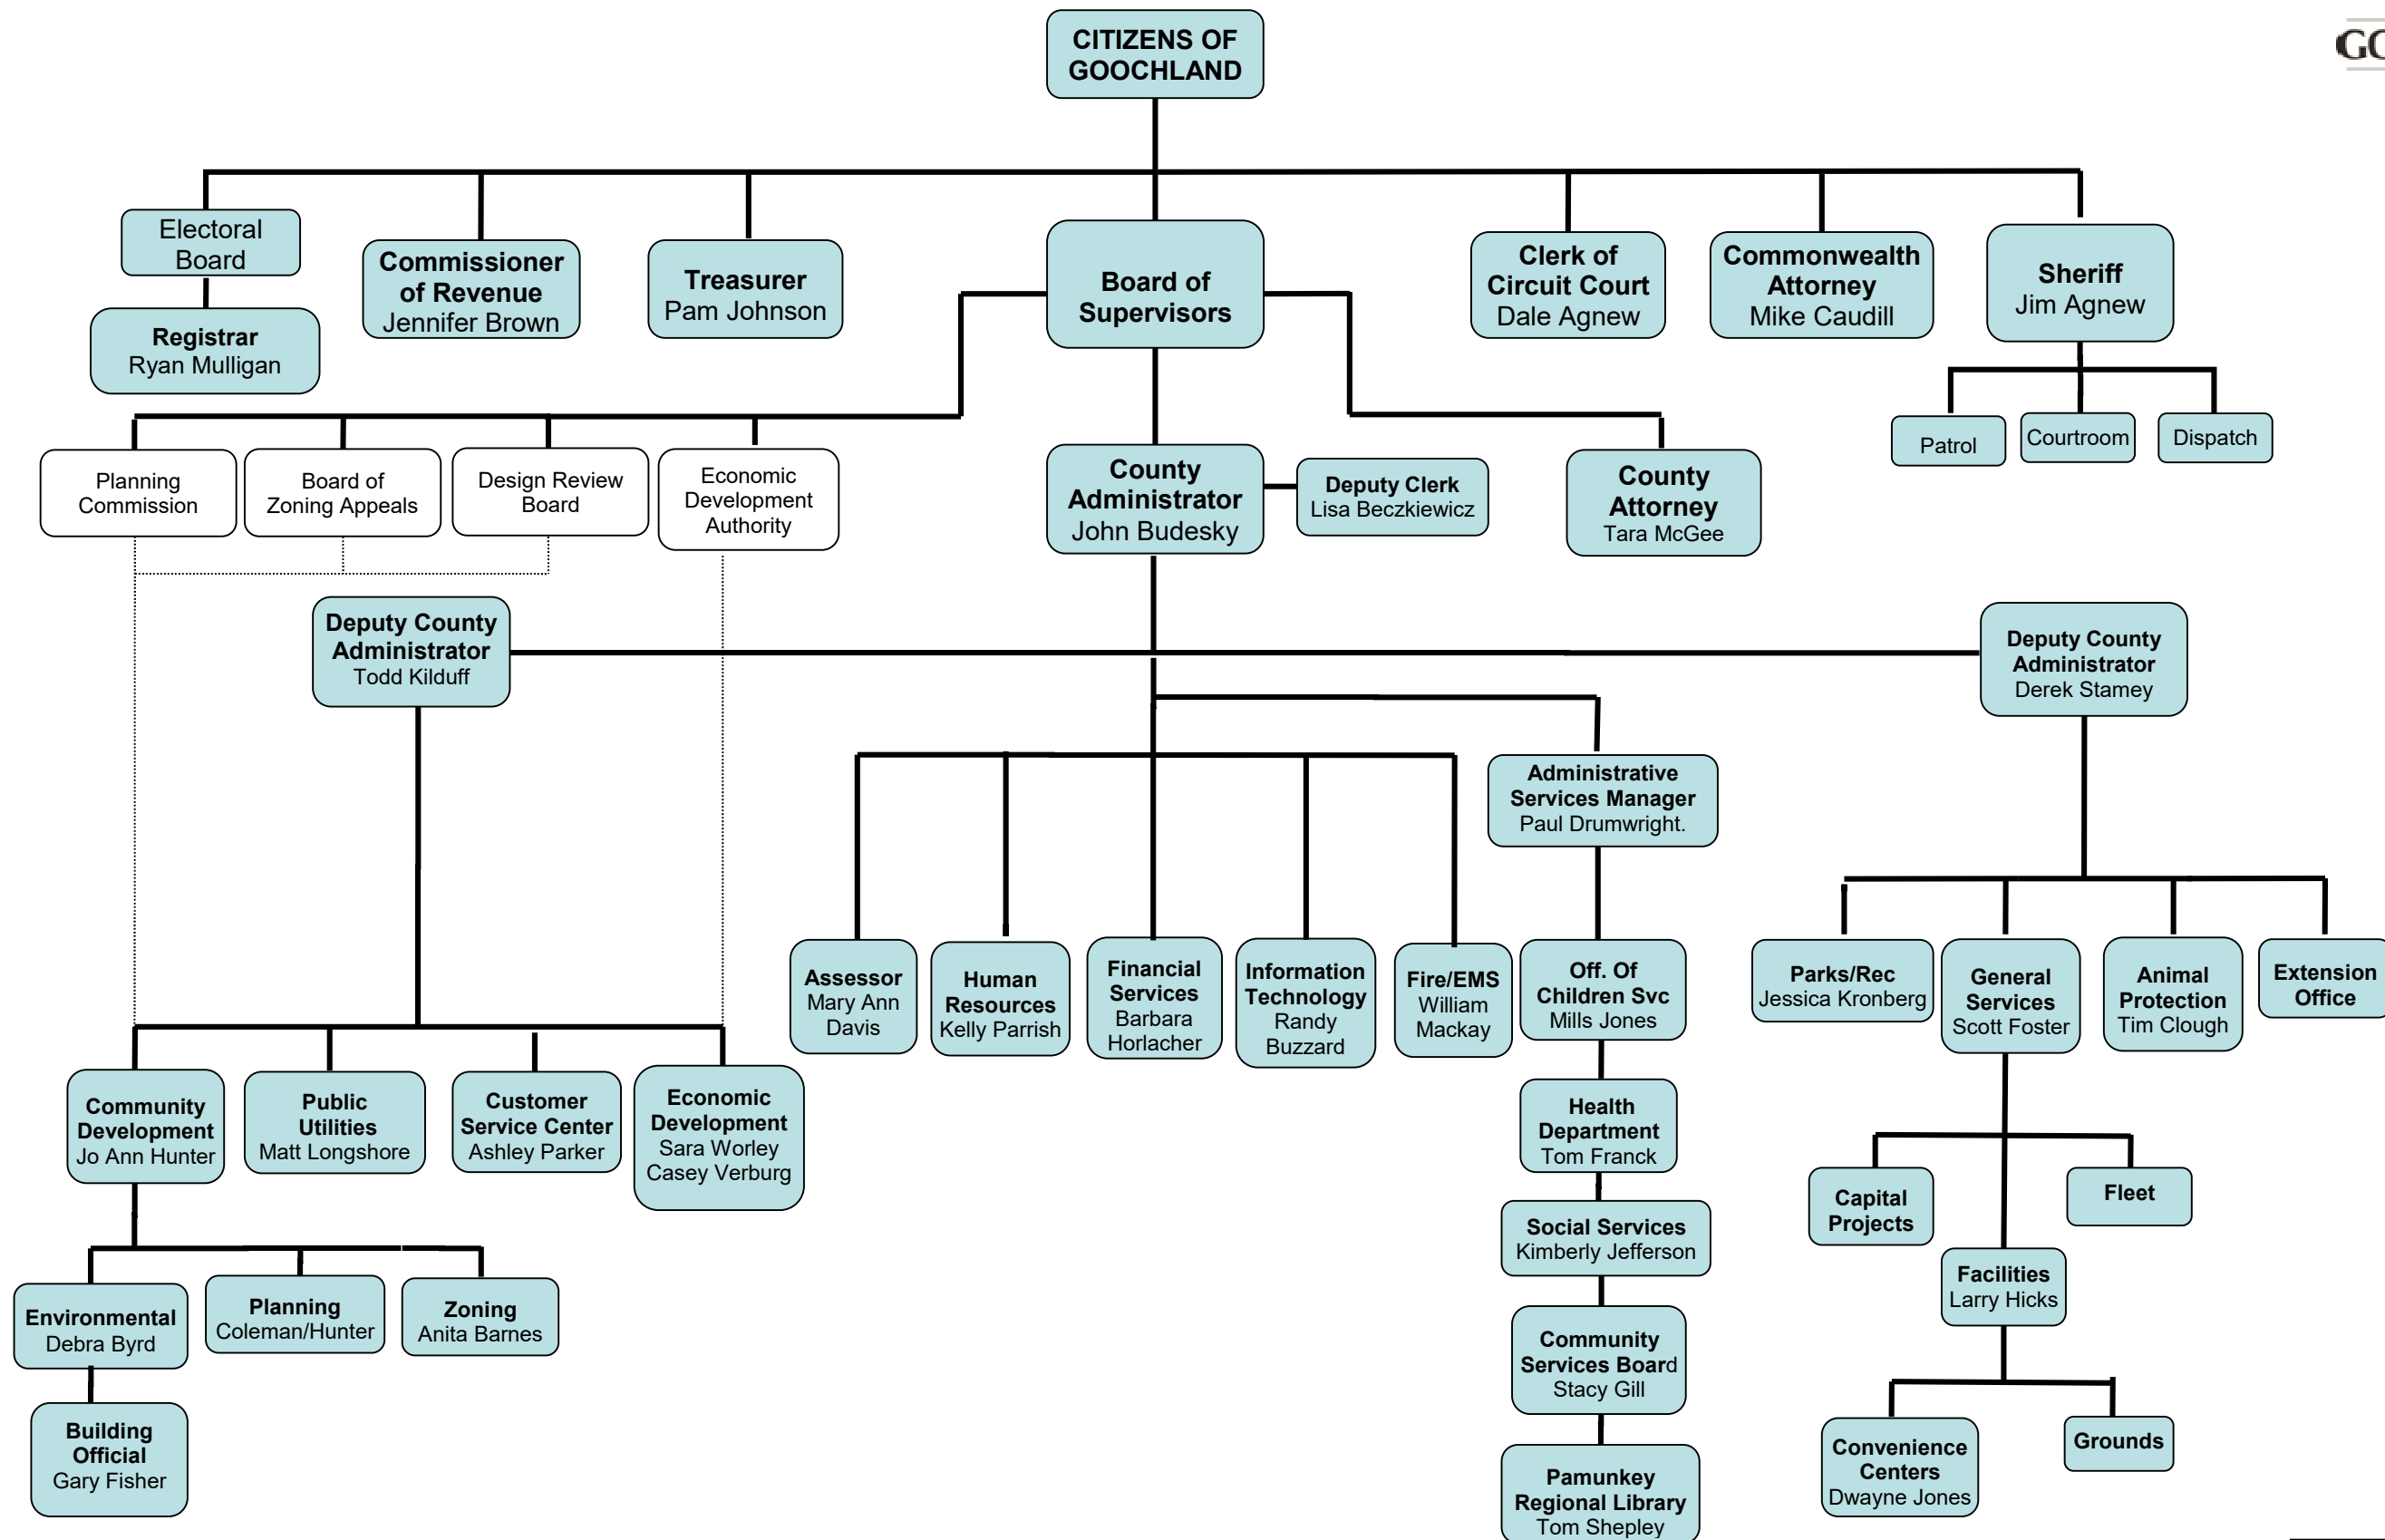 CITIZENS OF
GOOCHLAND
Electoral
Board
Registrar
Ryan Mulligan
Commissioner
of Revenue
Jennifer Brown
Treasurer
Pam Johnson
Board of
Supervisors
Clerk of
Circuit Court
Dale Agnew
Commonwealth
Attorney
Mike Caudill
Sheriff
Jim Agnew
Patrol
Courtroom
Dispatch
Planning
Commission
Board of
Zoning Appeals
Design Review
Board
Economic
Development
Authority
County
Administrator
John Budesky
Deputy Clerk
Lisa Beczkiewicz
County
Attorney
Tara McGee
Deputy County
Administrator
Todd Kilduff
Deputy County
Administrator
Derek Stamey
Administrative
Services Manager
Paul Drumwright.
Assessor
Mary Ann
Davis
Human
Resources
Kelly Parrish
Financial
Services
Barbara
Horlacher
Information
Technology
Randy
Buzzard
Fire/EMS
William
Mackay
Off. Of
Children Svc
Mills Jones
Parks/Rec
Jessica Kronberg
General
Services
Scott Foster
Animal
Protection
Tim Clough
Extension
Office
Community
Development
Jo Ann Hunter
Public
Utilities
Matt Longshore
Customer
Service Center
Ashley Parker
Economic
Development
Sara Worley
Casey Verburg
Health
Department
Tom Franck
Social Services
Kimberly Jefferson
Capital
Projects
Fleet
Facilities
Larry Hicks
Environmental
Debra Byrd
Planning
Coleman/Hunter
Zoning
Anita Barnes
Community
Services Board
Stacy Gill
Building
Official
Gary Fisher
Pamunkey
Regional Library
Tom Shepley
Convenience
Centers
Dwayne Jones
Grounds